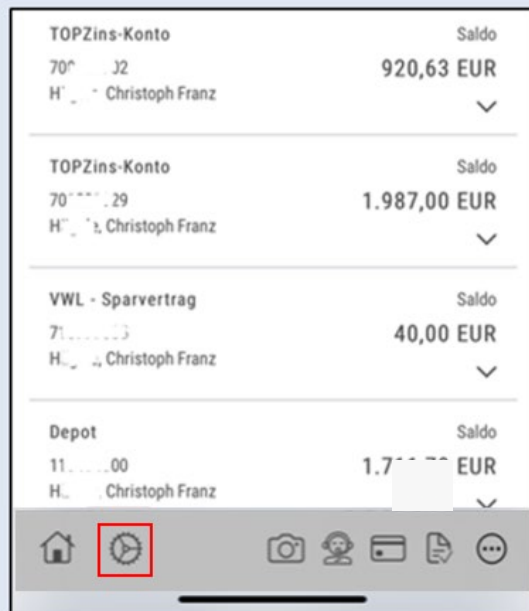 TOPZins-Konto Saldo
920,63 EUR
Christoph Franz
TOPZins-Konto Saldo
1.987,00 EUR
Christoph Franz
VWL - Sparvertrag Saldo
40,00 EUR
Christoph Franz
Depot Saldo
EUR
Christoph Franz